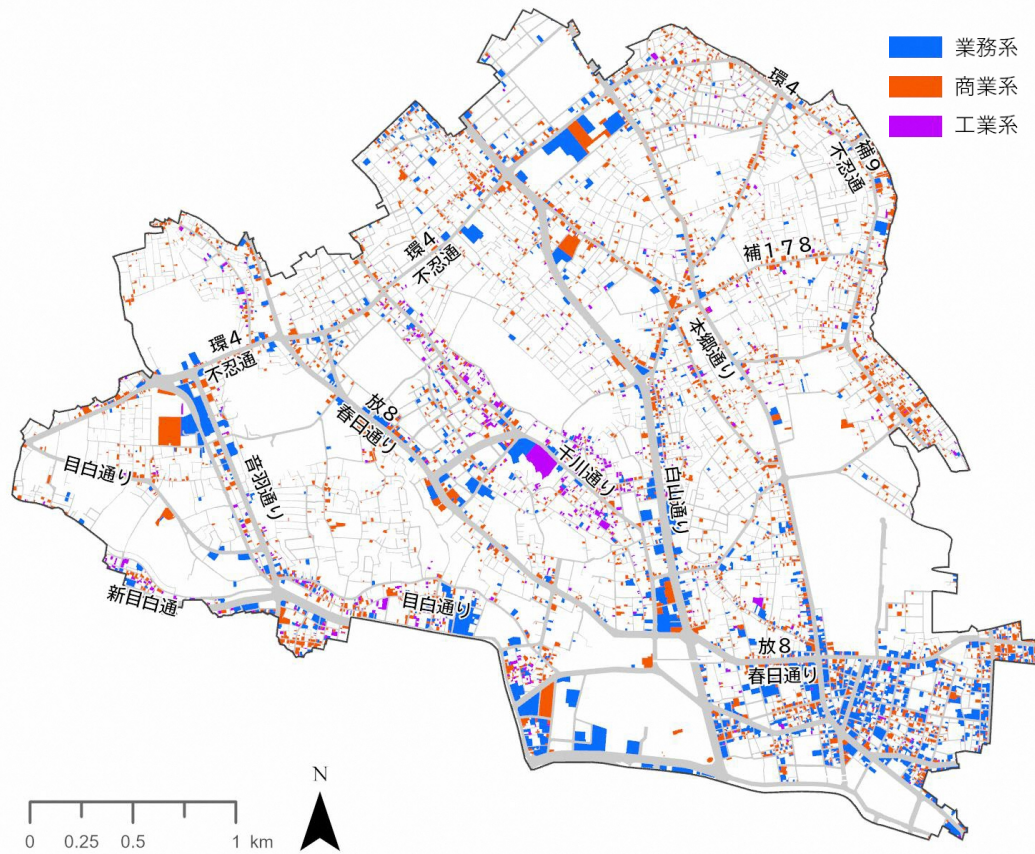 業務系
商業系
工業系
環4
補9
不忍通
環4
不忍通
補178
本郷通り
環4
不忍通
放8
春日通り
目白通り
音羽通り
千川通り
白山通り
新目白通
目白通り
放8
春日通り
N
0 0.25 0.5 1 km